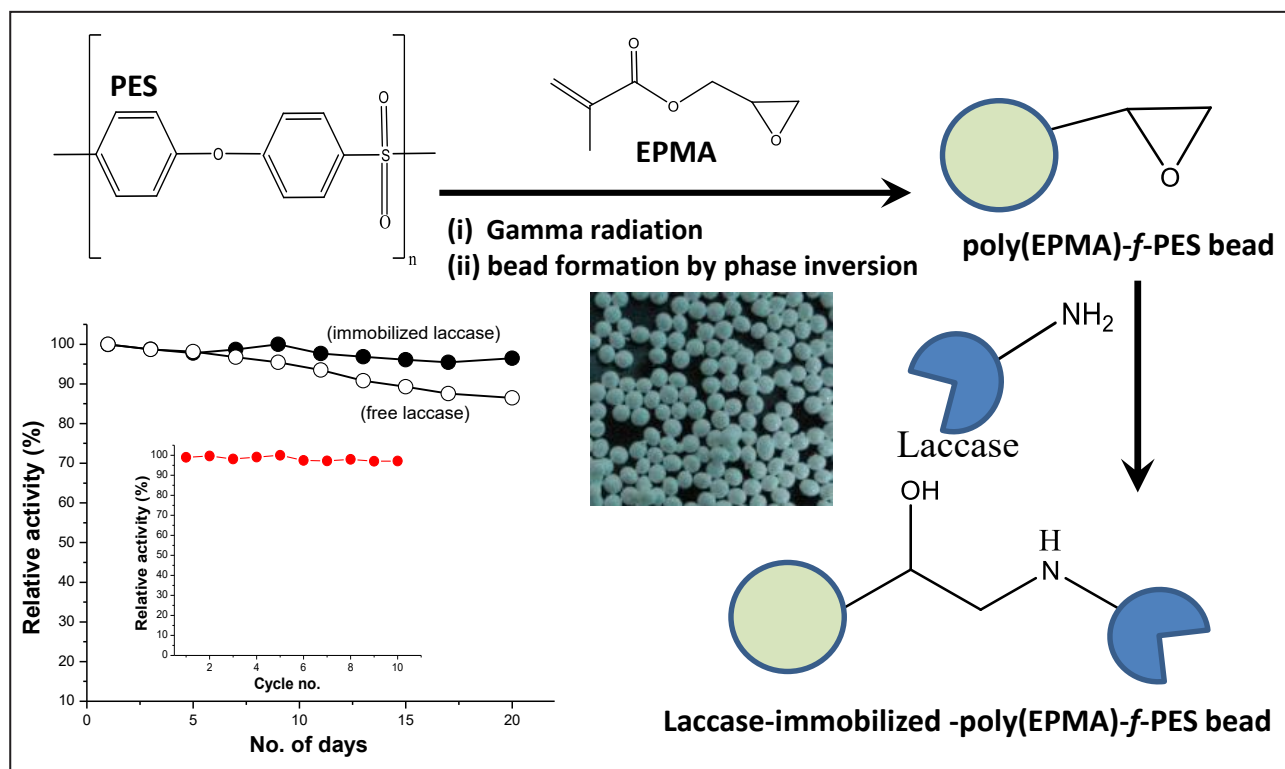 PES
O
O
S
O
n
O
O
O
EPMA
(i) Gamma radiation
(ii) bead formation by phase inversion
O
poly(EPMA)-f-PES bead
NH2
Laccase
OH
H
N
Laccase-immobilized -poly(EPMA)-f-PES bead
Relative activity (%)
100
90
80
70
60
50
40
30
20
10
(immobilized laccase)
(free laccase)
Relative activity (%)
100
90
80
70
60
50
40
30
20
10
0
2 4 6 8 10
Cycle no.
0 5 10 15 20
No. of days